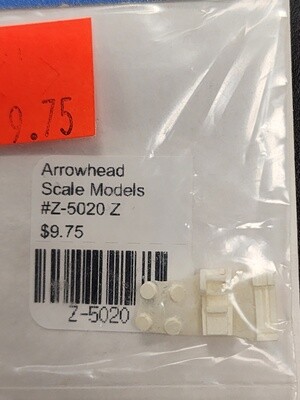 9.75
Arrowhead
Scale Models
#Z-5020 Z
$9.75
Z-5020